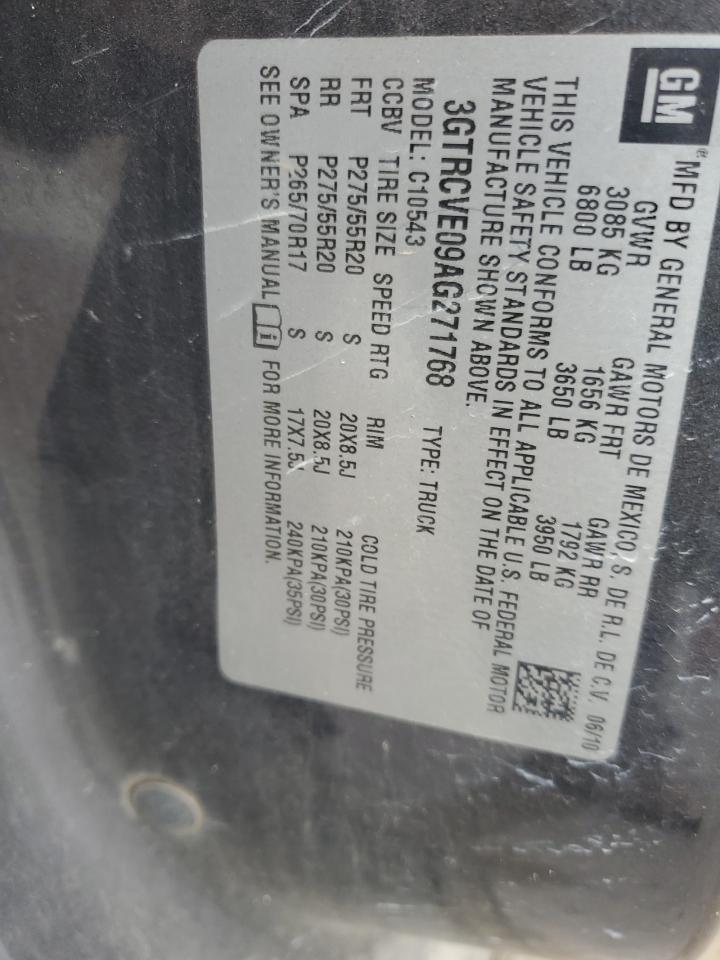 GM
MFD BY GENERAL MOTORS DE MEXICO, S. DE R.L. DE C.V. 06/10
GVWR GAWR FRT GAWR RR
3085 KG 1656 KG 1792 KG
6800 LB 3650 LB 3950 LB
THIS VEHICLE CONFORMS TO ALL APPLICABLE U.S. FEDERAL MOTOR
VEHICLE SAFETY STANDARDS IN EFFECT ON THE DATE OF
MANUFACTURE SHOWN ABOVE.
3GTRCVE09AG271768 TYPE: TRUCK
MODEL: C10543
CCBV TIRE SIZE SPEED RTG RIM COLD TIRE PRESSURE
FRT P275/55R20 S 20X8.5J 210KPA(30PSI)
RR P275/55R20 S 20X8.5J 210KPA(30PSI)
SPA P265/70R17 S 17X7.5J 240KPA(35PSI)
SEE OWNER'S MANUAL i FOR MORE INFORMATION.